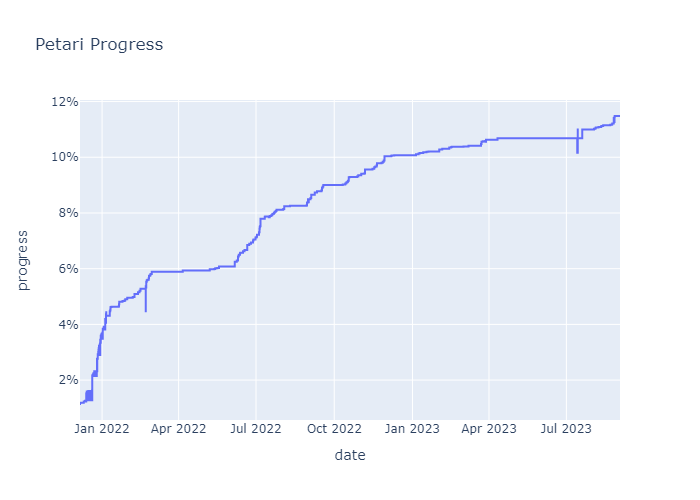 Petari Progress
12%
10%
8%
6%
4%
2%
progress
Jan 2022 Apr 2022 Jul 2022 Oct 2022 Jan 2023 Apr 2023 Jul 2023
date